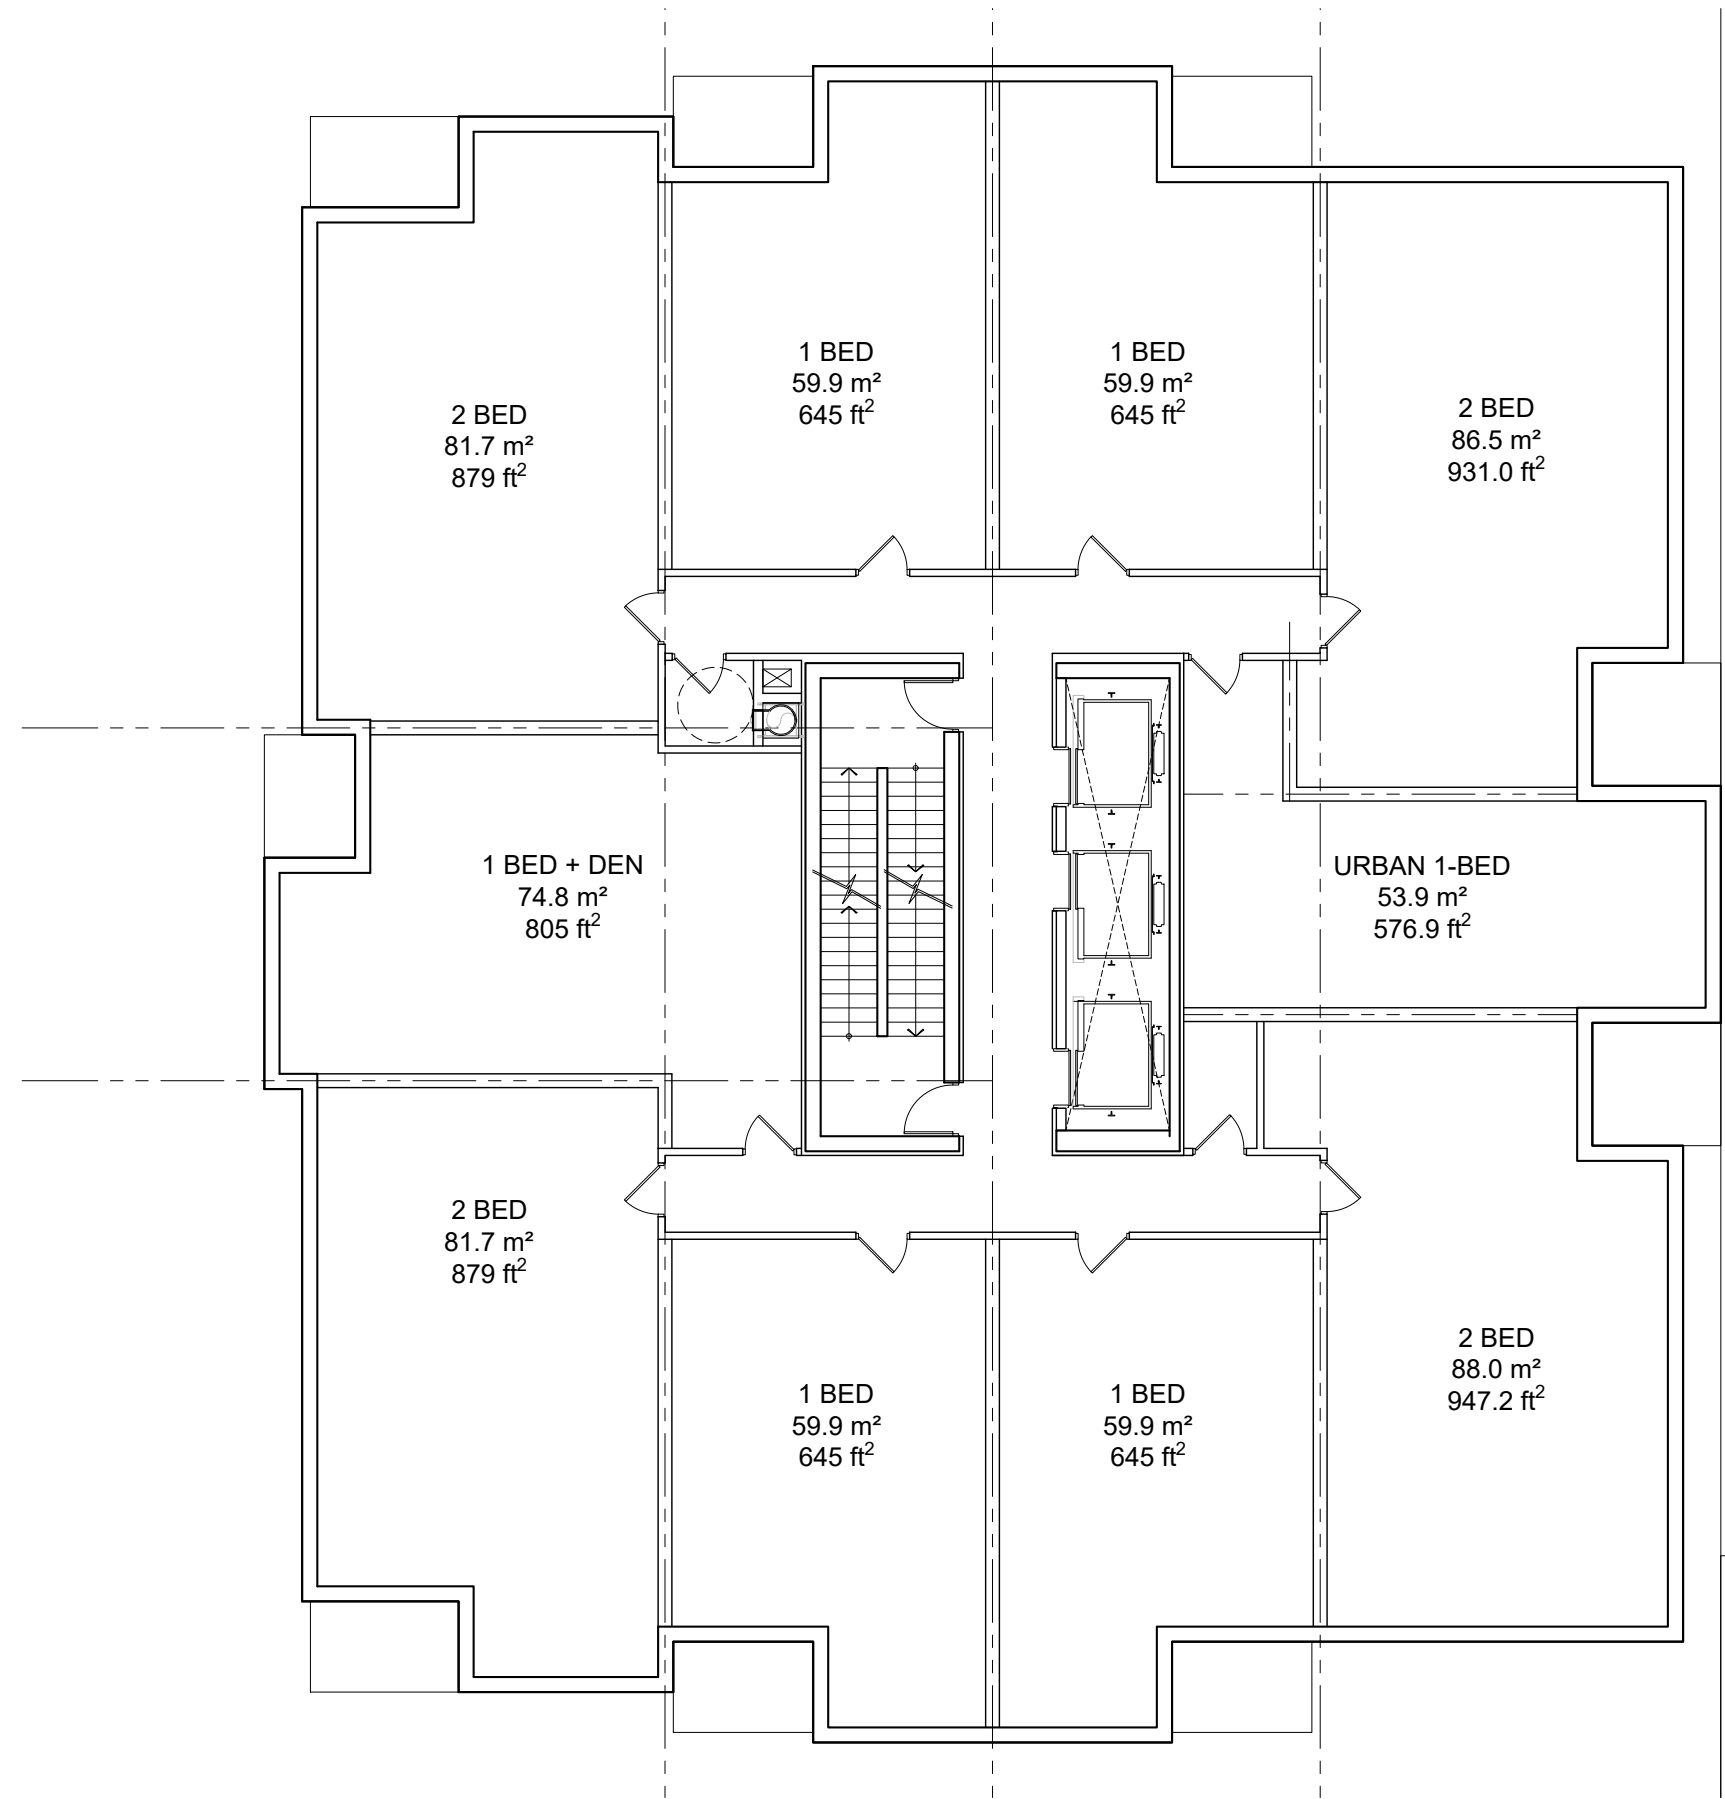 1 BED
59.9 m²
645 ft²
1 BED
59.9 m²
645 ft²
2 BED
81.7 m²
879 ft²
2 BED
86.5 m²
931.0 ft²
1 BED + DEN
74.8 m²
805 ft²
URBAN 1-BED
53.9 m²
576.9 ft²
2 BED
81.7 m²
879 ft²
2 BED
88.0 m²
947.2 ft²
1 BED
59.9 m²
645 ft²
1 BED
59.9 m²
645 ft²